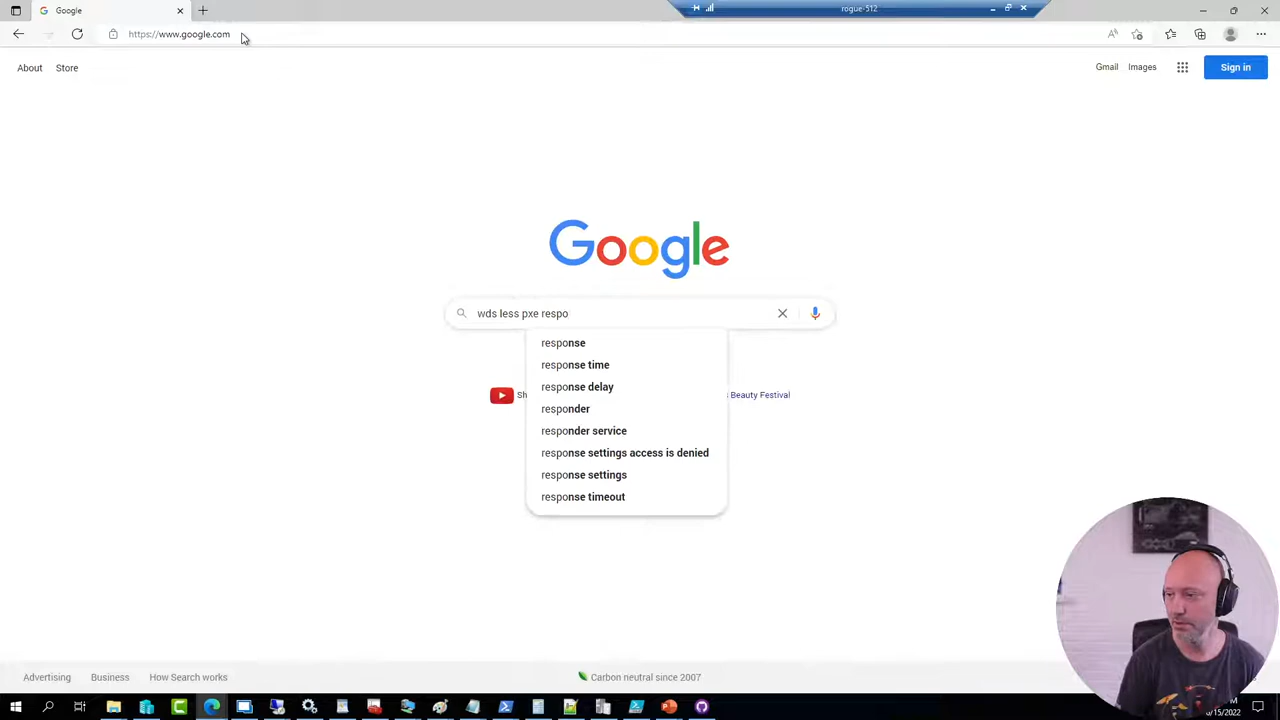 Google
rogue-512
https://www.google.com
About
Store
Gmail
Images
Sign in
Google
wds less pxe respo
response
response time
response delay
responder
responder service
response settings access is denied
response settings
response timeout
Sh
Beauty Festival
Advertising
Business
How Search works
Carbon neutral since 2007